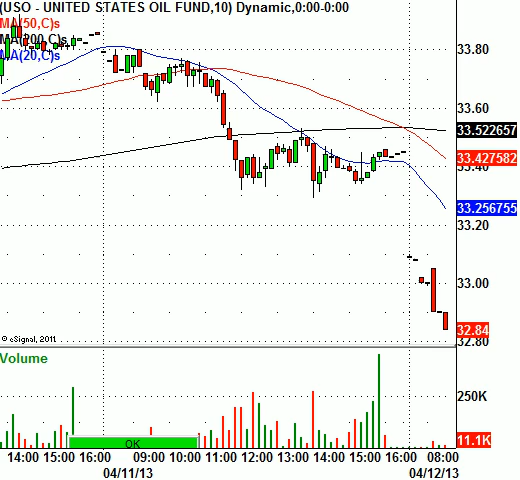 (USO - UNITED STATES OIL FUND,10) Dynamic,0:00-0:00
MA(50,C)s
MA(200,C)s
MA(20,C)s
33.80
33.60
33.522657
33.427582
33.40
33.256755
33.20
33.00
32.84
32.80
© eSignal, 2011
Volume
250K
11.1K
OK
14:00 15:00 16:00 09:00 10:00 11:00 12:00 13:00 14:00 15:00 16:00 08:00
04/11/13 04/12/13